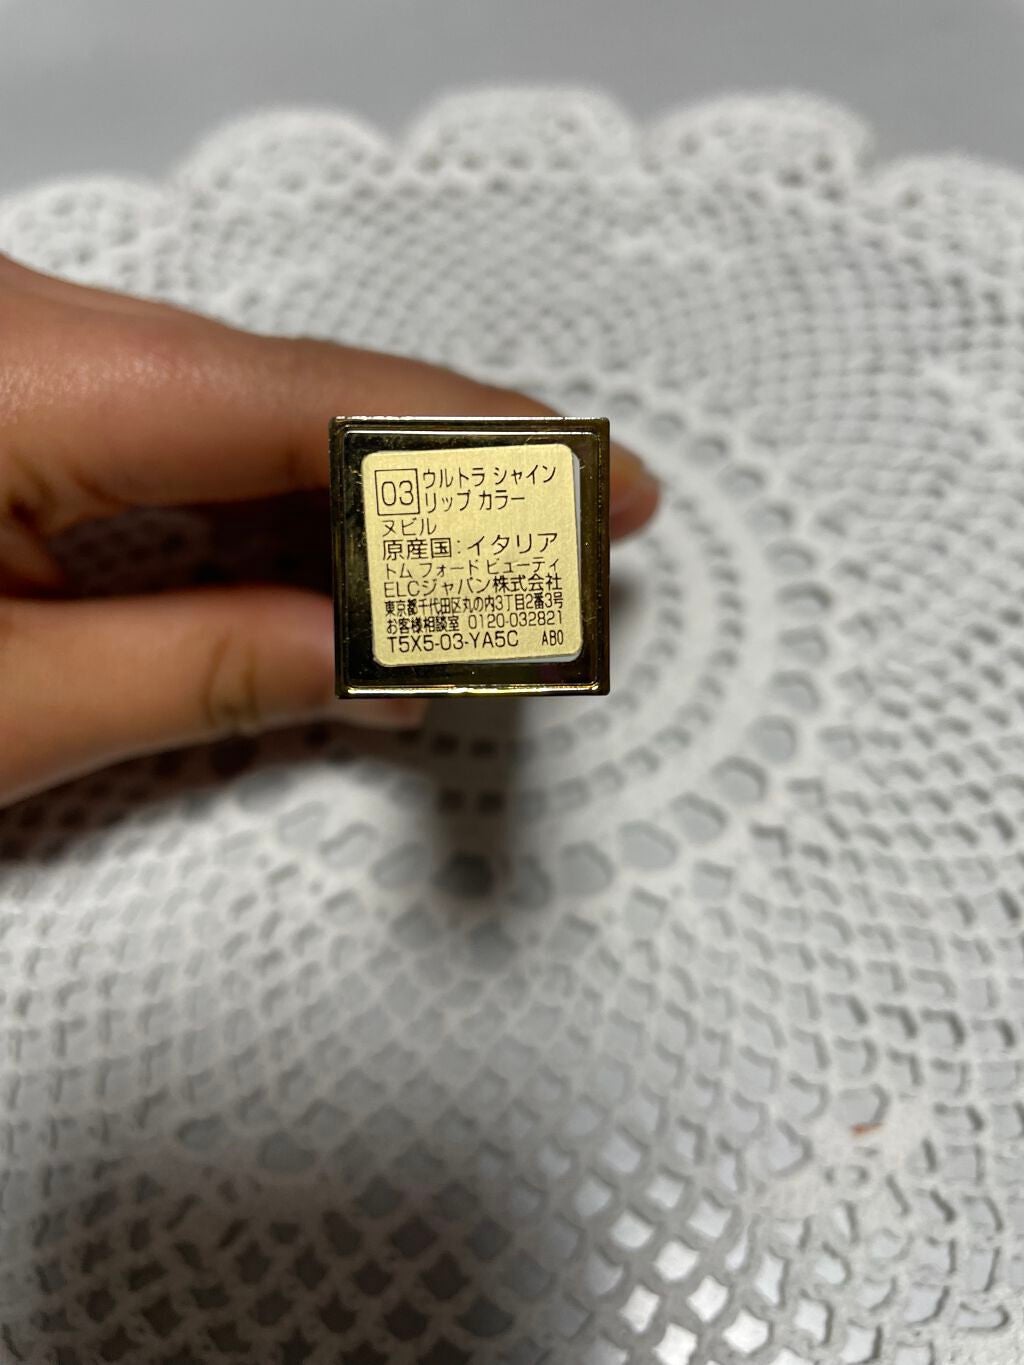 03 ウルトラ シャイン
リップ カラー
ヌビル
原産国:イタリア
トム フォード ビューティ
ELCジャパン株式会社
東京都千代田区丸の内3丁目2番3号
お客様相談室 0120-032821
T5X5-03-YA5C AB0